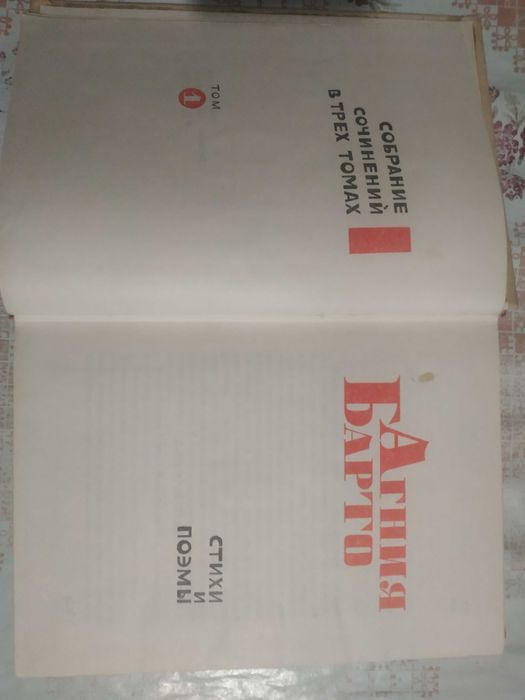 СОБРАНИЕ
СОЧИНЕНИЙ
В ТРЕХ ТОМАХ
ТОМ
1
АГНИЯ
БАРТО
СТИХИ
И
ПОЭМЫ